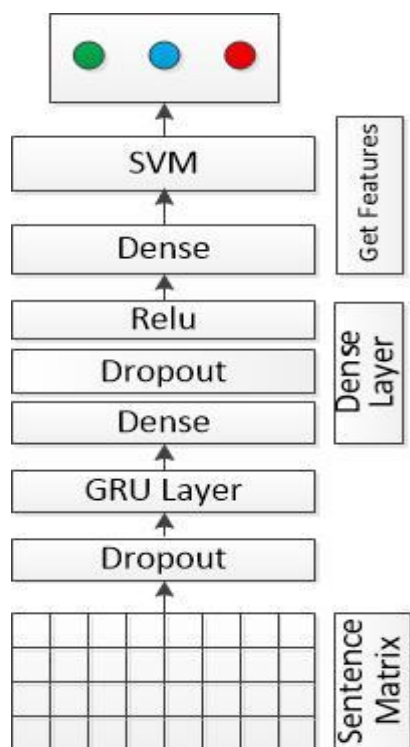 SVM
Get Features
Dense
Relu
Dropout
Dense
Dense
Layer
GRU Layer
Dropout
Sentence
Matrix